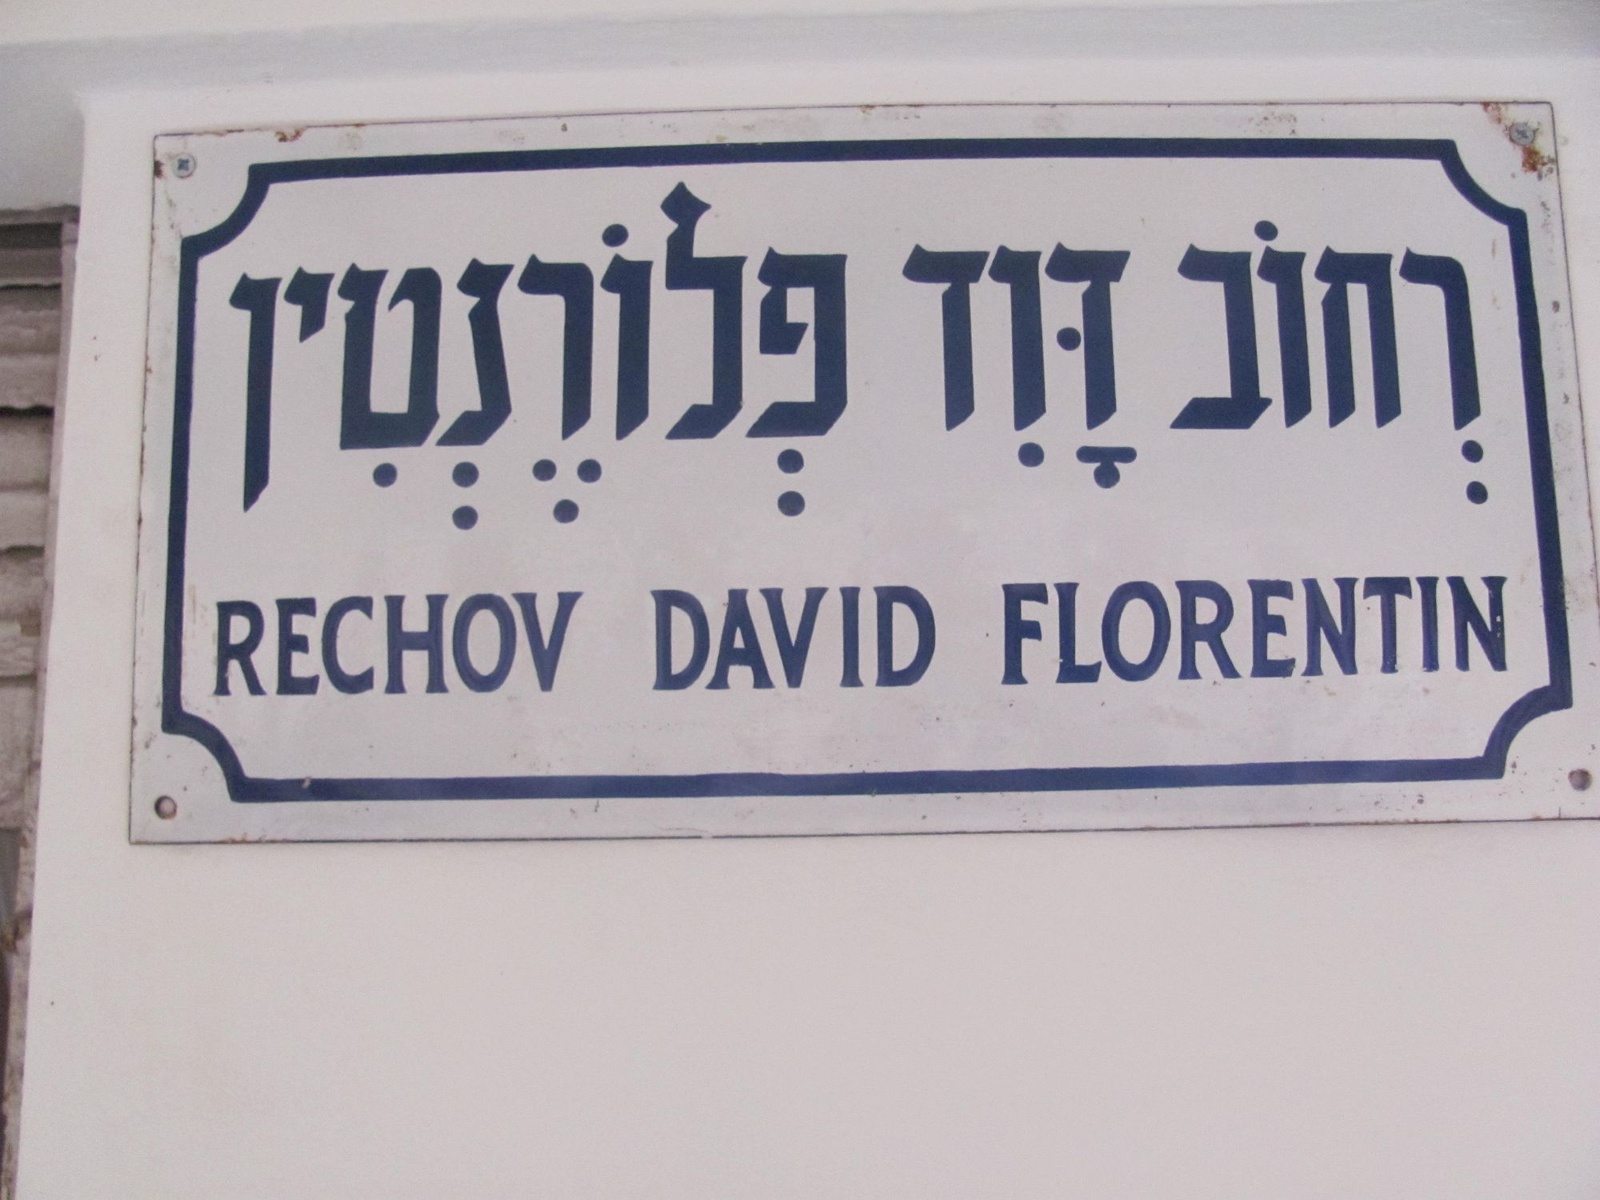 רְחוֹב דָּוִד פְלוֹרֶנְטִין
RECHOV DAVID FLORENTIN